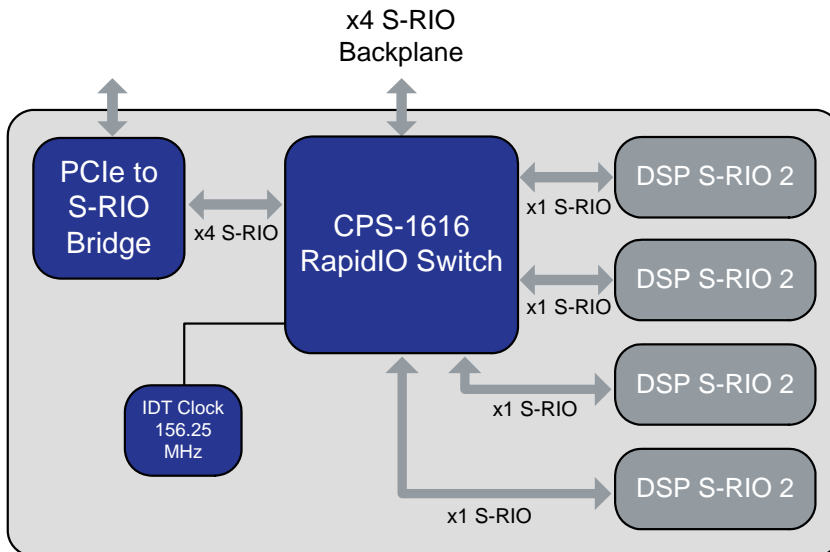 x4 S-RIO
Backplane
PCIe to
S-RIO
Bridge
x4 S-RIO
CPS-1616
RapidIO Switch
x1 S-RIO
DSP S-RIO 2
x1 S-RIO
DSP S-RIO 2
x1 S-RIO
DSP S-RIO 2
x1 S-RIO
DSP S-RIO 2
IDT Clock
156.25
MHz